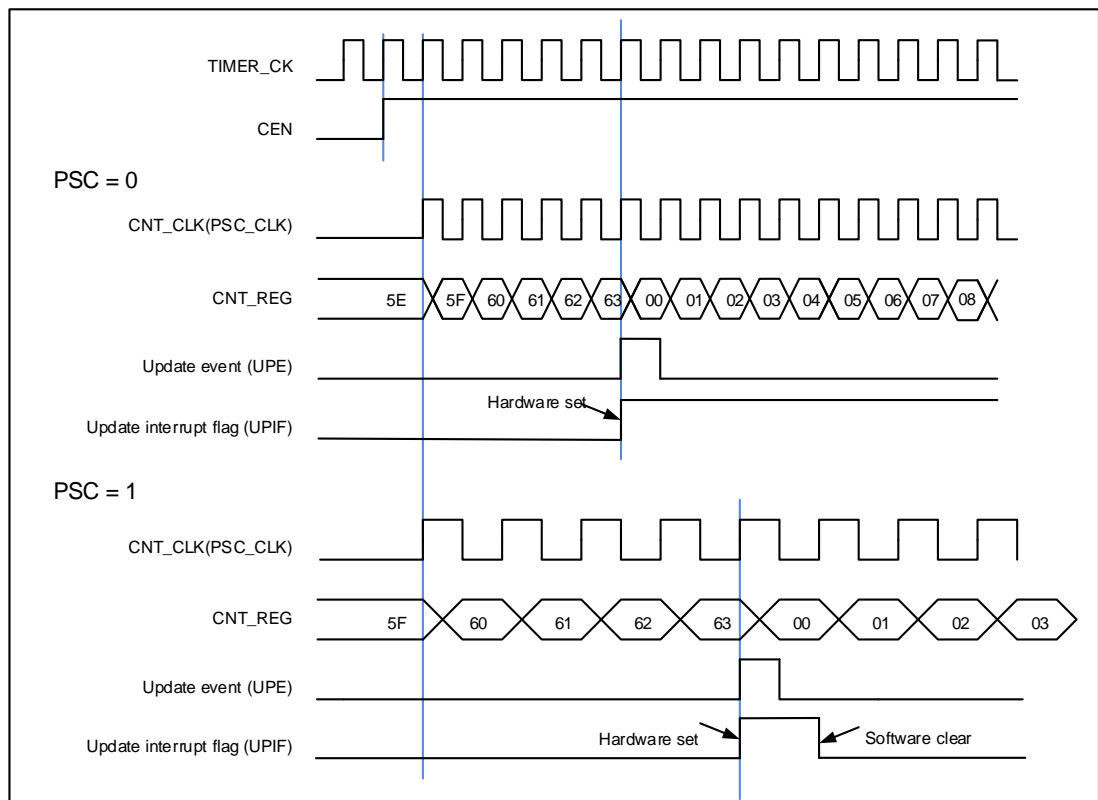 TIMER_CK
CEN
PSC = 0
CNT_CLK(PSC_CLK)
CNT_REG 5E 5F 60 61 62 63 00 01 02 03 04 05 06 07 08
Update event (UPE)
Hardware set
Update interrupt flag (UPIF)
PSC = 1
CNT_CLK(PSC_CLK)
CNT_REG 5F 60 61 62 63 00 01 02 03
Update event (UPE)
Update interrupt flag (UPIF) Hardware set Software clear